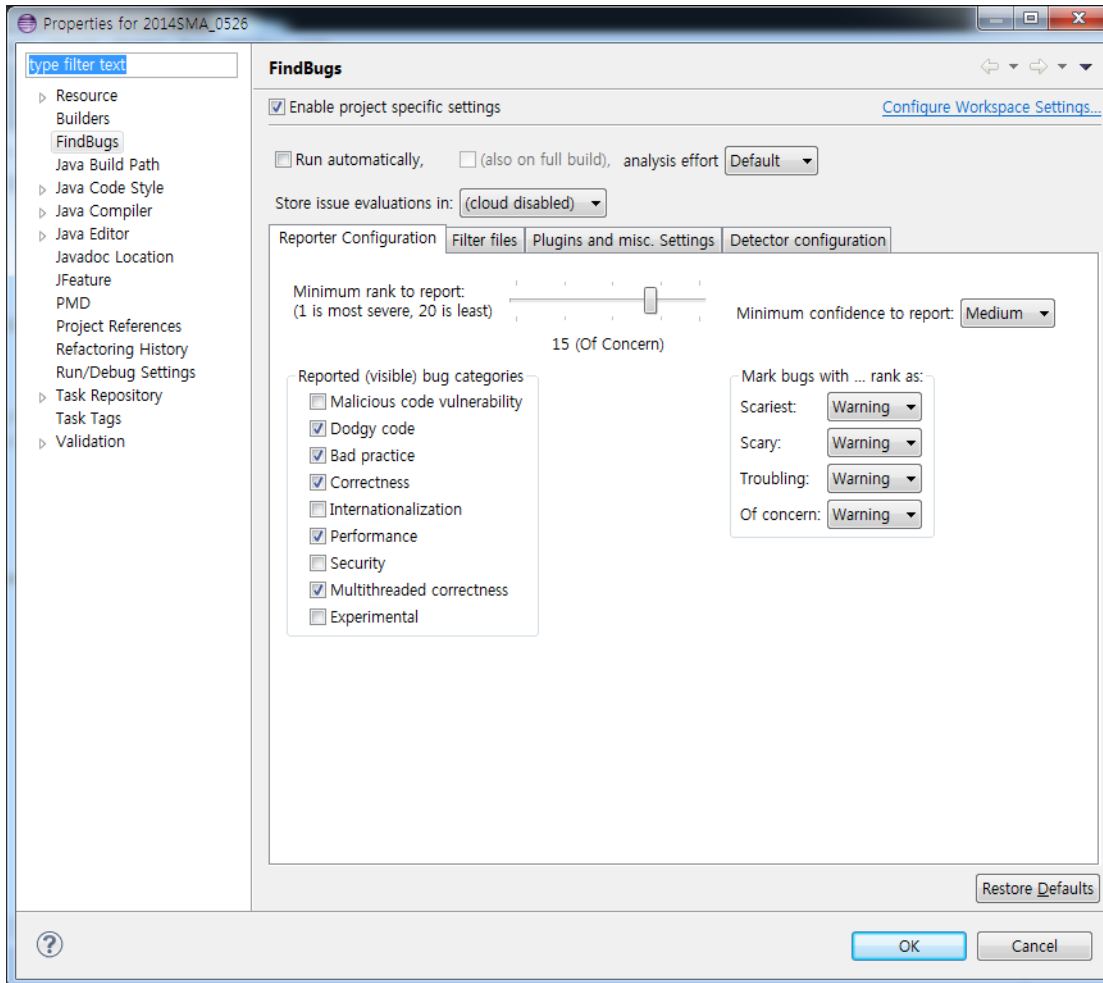 Properties for 2014SMA_0526
type filter text
Resource
Builders
FindBugs
Java Build Path
Java Code Style
Java Compiler
Java Editor
Javadoc Location
JFeature
PMD
Project References
Refactoring History
Run/Debug Settings
Task Repository
Task Tags
Validation
FindBugs
Enable project specific settings
Configure Workspace Settings...
Run automatically, (also on full build), analysis effort Default
Store issue evaluations in: (cloud disabled)
Reporter Configuration Filter files Plugins and misc. Settings Detector configuration
Minimum rank to report:
(1 is most severe, 20 is least)
15 (Of Concern)
Minimum confidence to report: Medium
Reported (visible) bug categories
Malicious code vulnerability
Dodgy code
Bad practice
Correctness
Internationalization
Performance
Security
Multithreaded correctness
Experimental
Mark bugs with ... rank as:
Scariest: Warning
Scary: Warning
Troubling: Warning
Of concern: Warning
Restore Defaults
?
OK Cancel